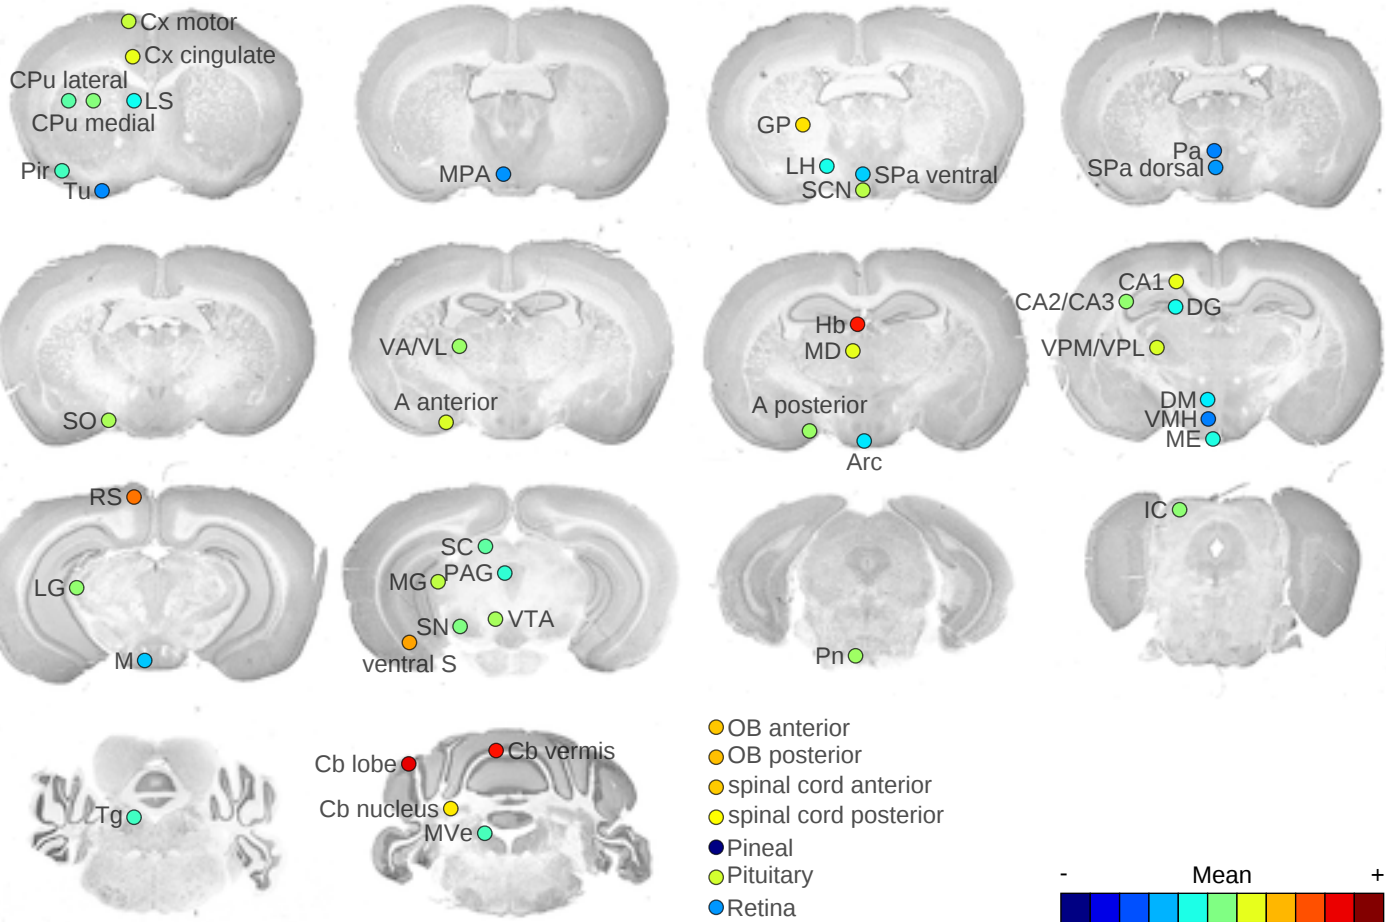 Cx motor
Cx cingulate
CPu lateral
LS
CPu medial
Pir
Tu
MPA
GP
LH
SPa ventral
SCN
Pa
SPa dorsal
SO
VA/VL
A anterior
Hb
MD
A posterior
Arc
CA1
CA2/CA3
DG
VPM/VPL
DM
VMH
ME
RS
LG
M
SC
PAG
MG
VTA
SN
ventral S
Pn
IC
Tg
Cb lobe
Cb vermis
Cb nucleus
MVe
OB anterior
OB posterior
spinal cord anterior
spinal cord posterior
Pineal
Pituitary
Retina
- Mean +